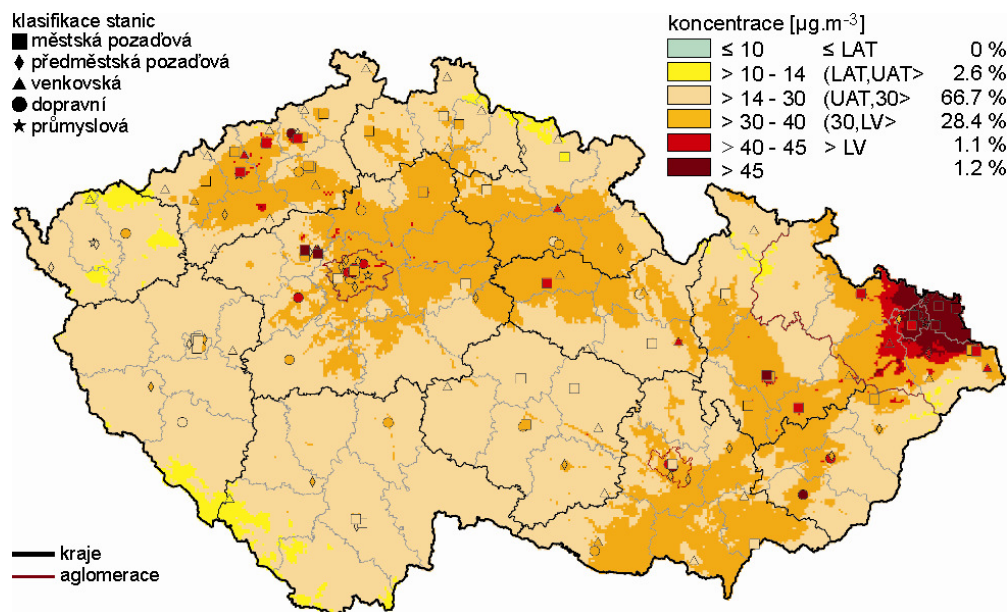 klasifikace stanic
městská pozaďová
předměstská pozaďová
venkovská
dopravní
průmyslová
koncentrace [µg.m⁻³]
≤ 10 ≤ LAT 0 %
> 10 - 14 (LAT,UAT> 2.6 %
> 14 - 30 (UAT,30> 66.7 %
> 30 - 40 (30,LV> 28.4 %
> 40 - 45 > LV 1.1 %
> 45 1.2 %
kraje
aglomerace